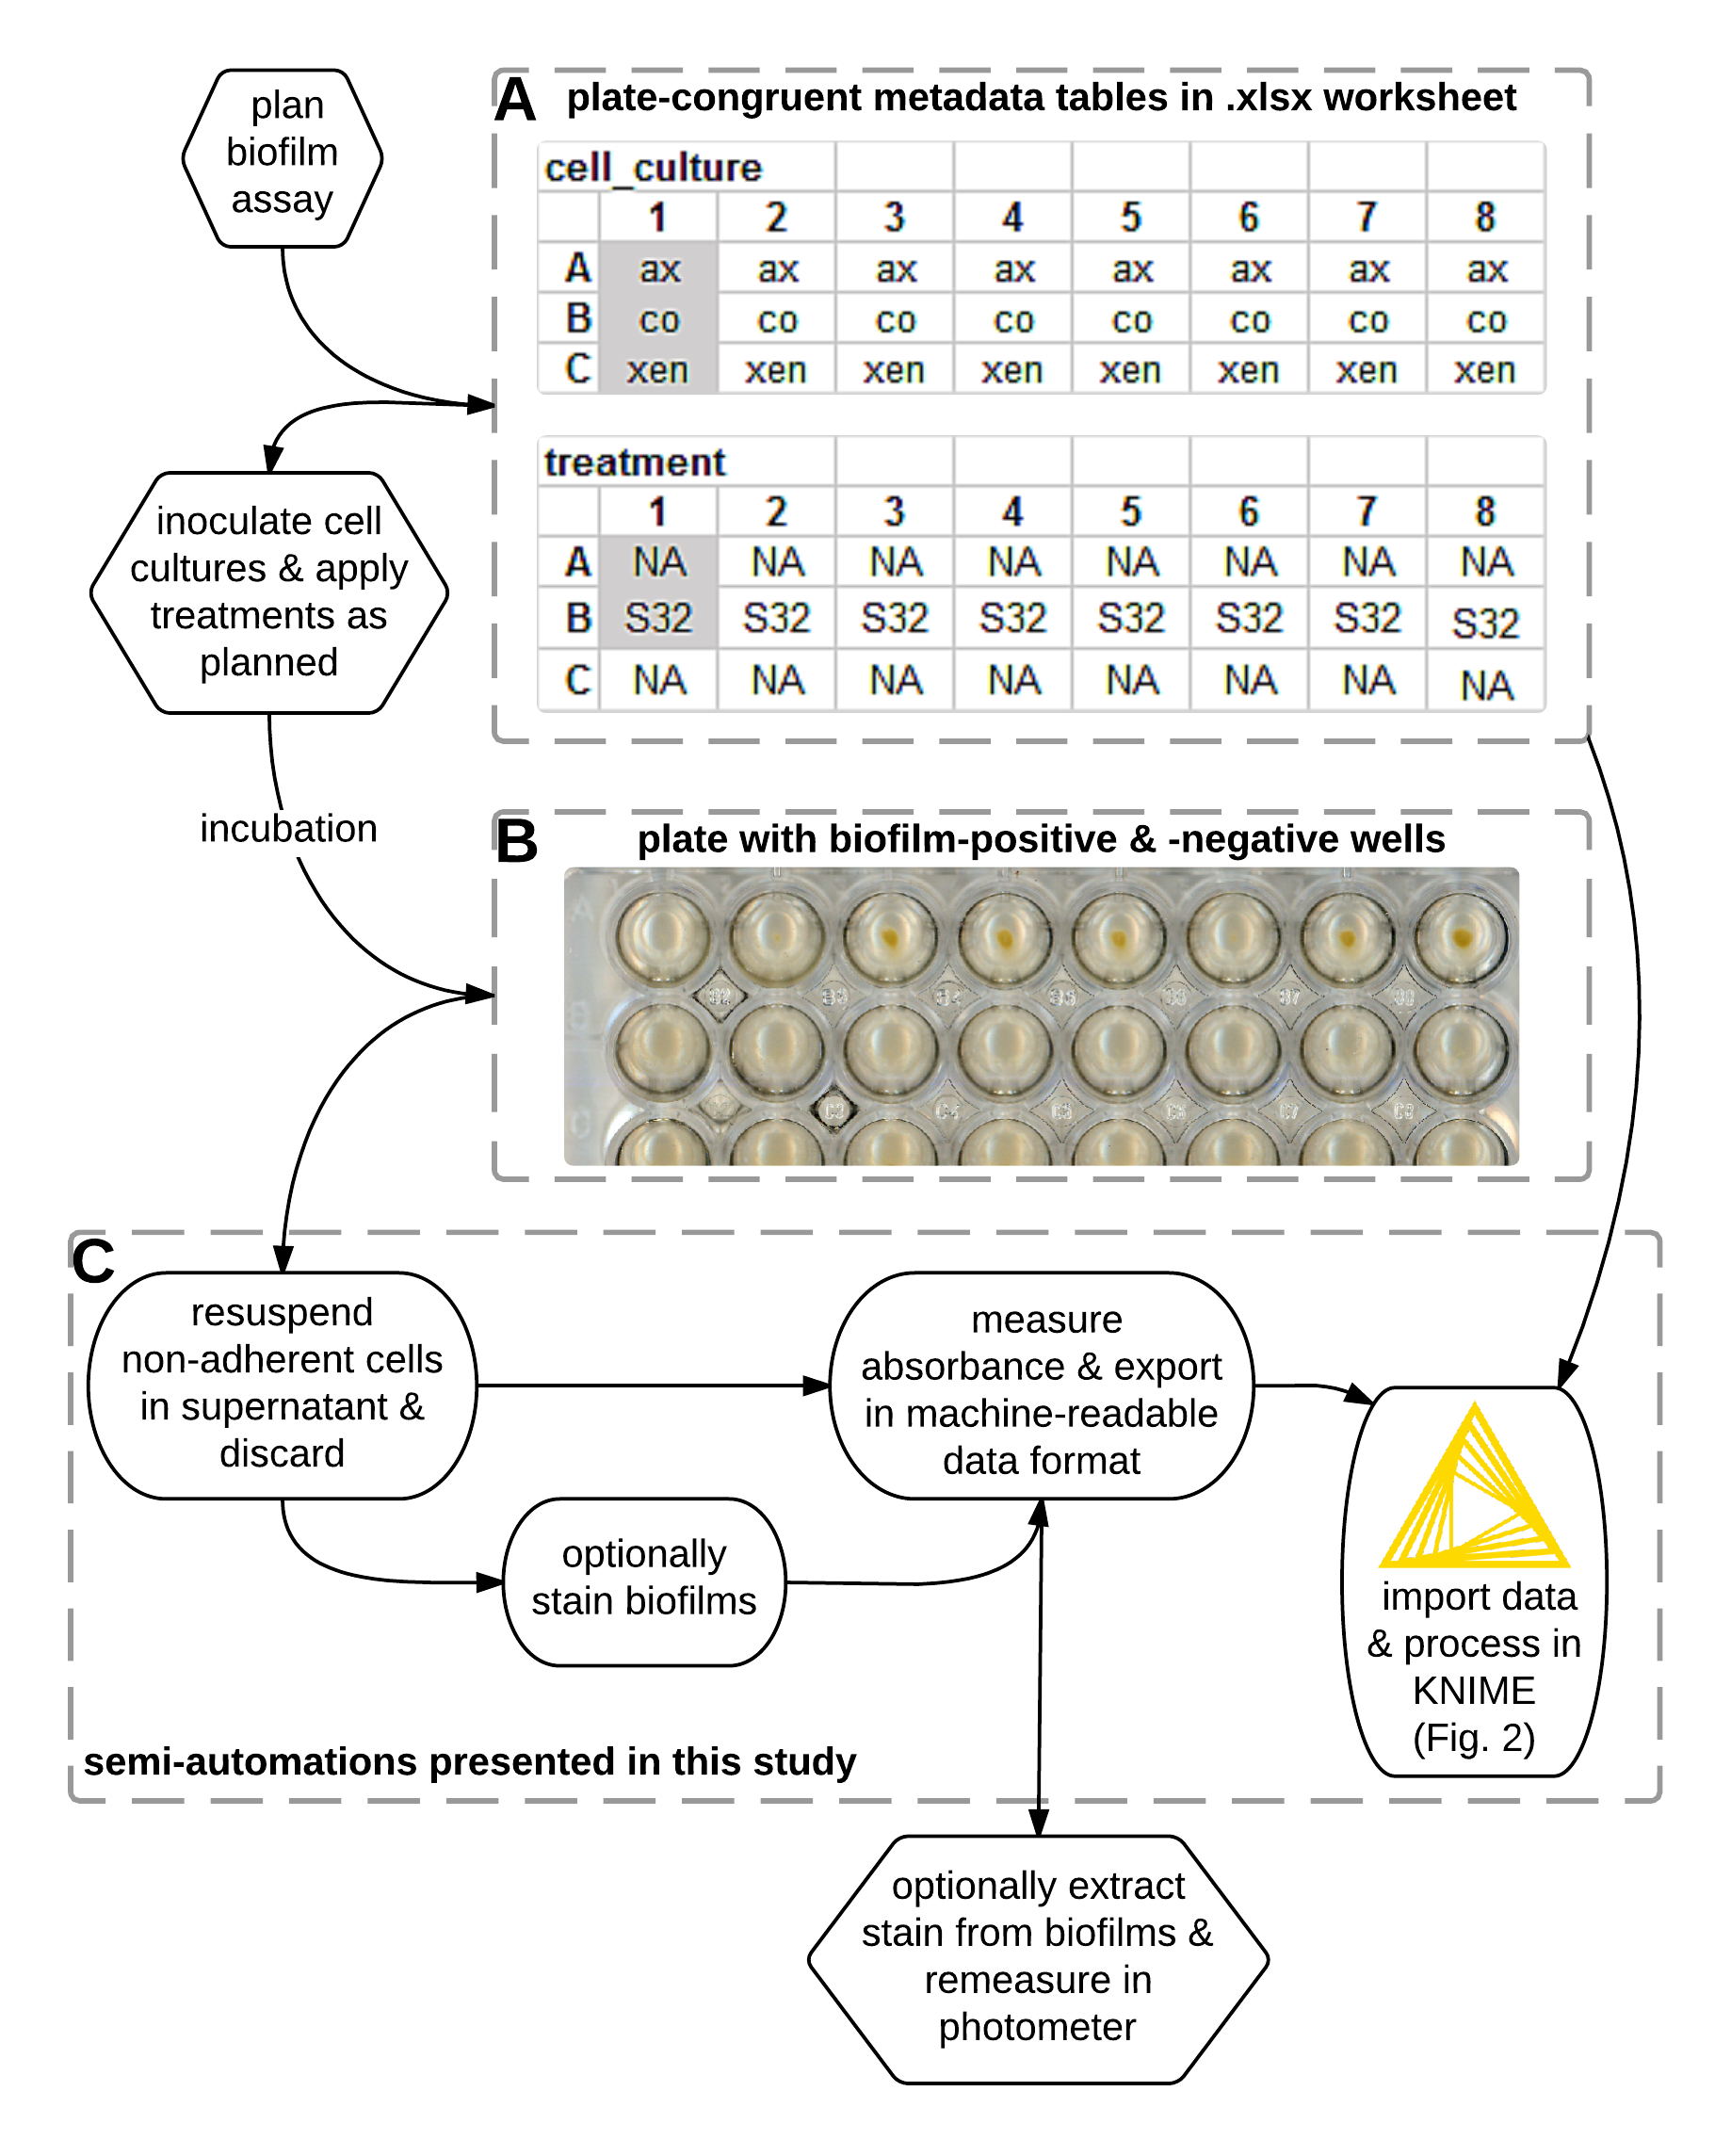 plan
biofilm
assay
A plate-congruent metadata tables in .xlsx worksheet
cell_culture
1 2 3 4 5 6 7 8
A ax ax ax ax ax ax ax ax
B co co co co co co co co
C xen xen xen xen xen xen xen xen
treatment
1 2 3 4 5 6 7 8
A NA NA NA NA NA NA NA NA
B S32 S32 S32 S32 S32 S32 S32 S32
C NA NA NA NA NA NA NA NA
inoculate cell
cultures & apply
treatments as
planned
incubation
B plate with biofilm-positive & -negative wells
C
resuspend
non-adherent cells
in supernatant &
discard
measure
absorbance & export
in machine-readable
data format
optionally
stain biofilms
import data
& process in
KNIME
(Fig. 2)
semi-automations presented in this study
optionally extract
stain from biofilms &
remeasure in
photometer